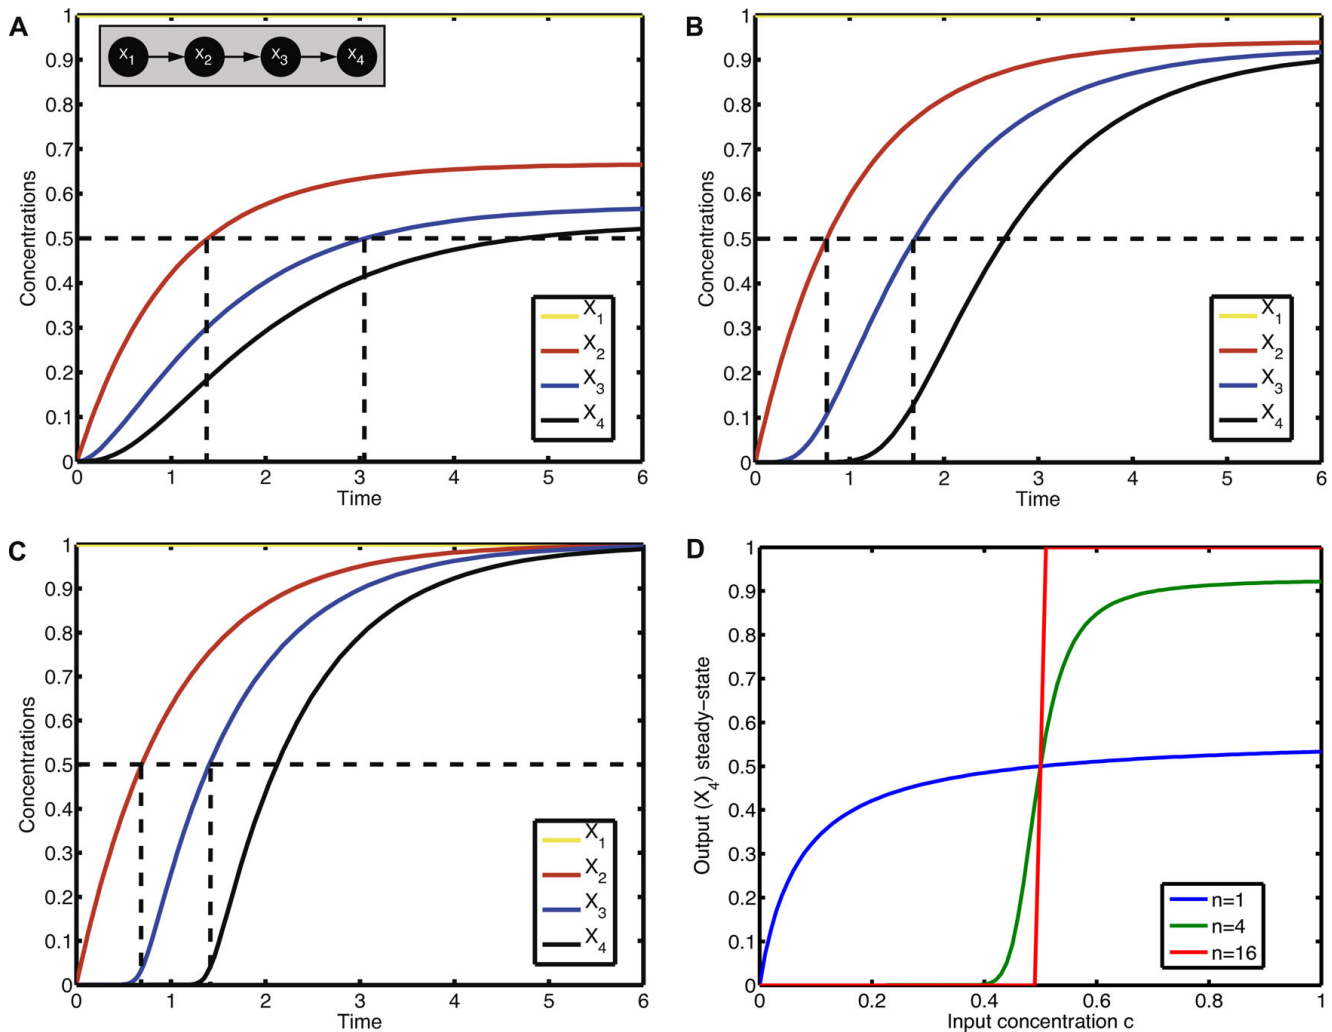 A
X1 X2 X3 X4
1
0.9
0.8
0.7
0.6
0.5
0.4
0.3
0.2
0.1
0
Concentrations
0 1 2 3 4 5 6
Time
X1
X2
X3
X4
B
1
0.9
0.8
0.7
0.6
0.5
0.4
0.3
0.2
0.1
0
Concentrations
0 1 2 3 4 5 6
Time
X1
X2
X3
X4
C
1
0.9
0.8
0.7
0.6
0.5
0.4
0.3
0.2
0.1
0
Concentrations
0 1 2 3 4 5 6
Time
X1
X2
X3
X4
D
1
0.9
0.8
0.7
0.6
0.5
0.4
0.3
0.2
0.1
0
Output (X4) steady-state
0 0.2 0.4 0.6 0.8 1
Input concentration c
n=1
n=4
n=16